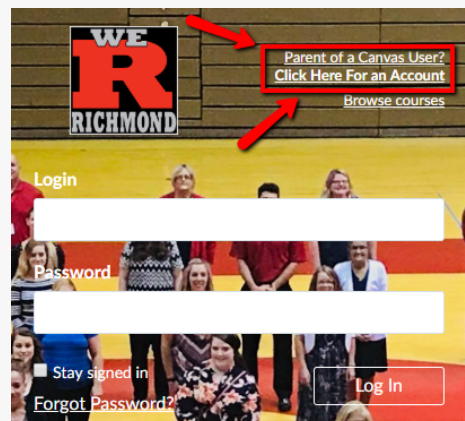 WE
R
RICHMOND
Parent of a Canvas User?
Click Here For an Account
Browse courses
Login
Password
Stay signed in
Forgot Password?
Log In